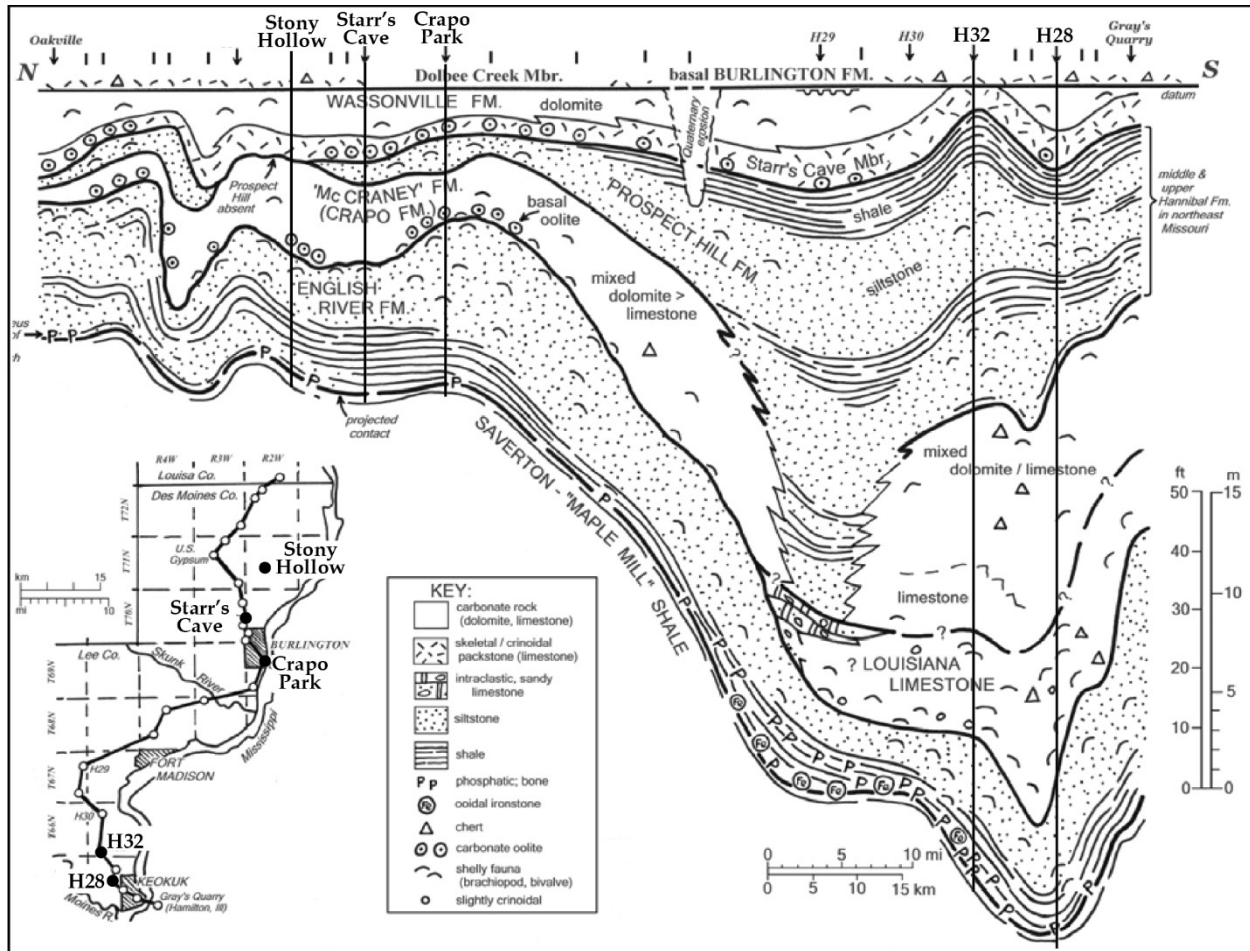 Oakville
Stony
Hollow
Starr's
Cave
Crapo
Park
H29
H30
H32
H28
Gray's
Quarry
N
Dolbee Creek Mbr.
basal BURLINGTON FM.
S
WASSONVILLE FM.
dolomite
datum
Quaternary
erosion
Starr's Cave Mbr.
Prospect
Hill
absent
'MC CRANEY' FM.
(CRAPO FM.)
basal
oolite
PROSPECT HILL FM.
shale
middle &
upper
Hannibal Fm.
in northeast
Missouri
siltstone
ENGLISH
RIVER FM.
mixed
dolomite >
limestone
?
P P
P
P
P
projected
contact
SAVERTON - "MAPLE MILL" SHALE
mixed
dolomite / limestone
limestone
?
?
?
?
? LOUISIANA
LIMESTONE
ft
m
50
15
40
30
10
20
5
10
0
0
Fe
Fe
Fe
Fe
Fe
R4W
R3W
R2W
Louisa Co.
Des Moines Co.
T72N
T71N
U.S.
Gypsum
Stony
Hollow
km
15
mi
10
T70N
Starr's
Cave
BURLINGTON
Lee Co.
Skunk
River
Crapo
Park
T69N
T68N
Mississippi
FORT
MADISON
H29
T67N
H30
T66N
H32
H28
KEOKUK
Gray's Quarry
(Hamilton, Ill)
Moines R.
KEY:
carbonate rock
(dolomite, limestone)
skeletal / crinoidal
packstone (limestone)
intraclastic, sandy
limestone
siltstone
shale
P P phosphatic; bone
Fe ooidal ironstone
chert
carbonate oolite
shelly fauna
(brachiopod, bivalve)
slightly crinoidal
0 5 10 mi
0 5 10 15 km